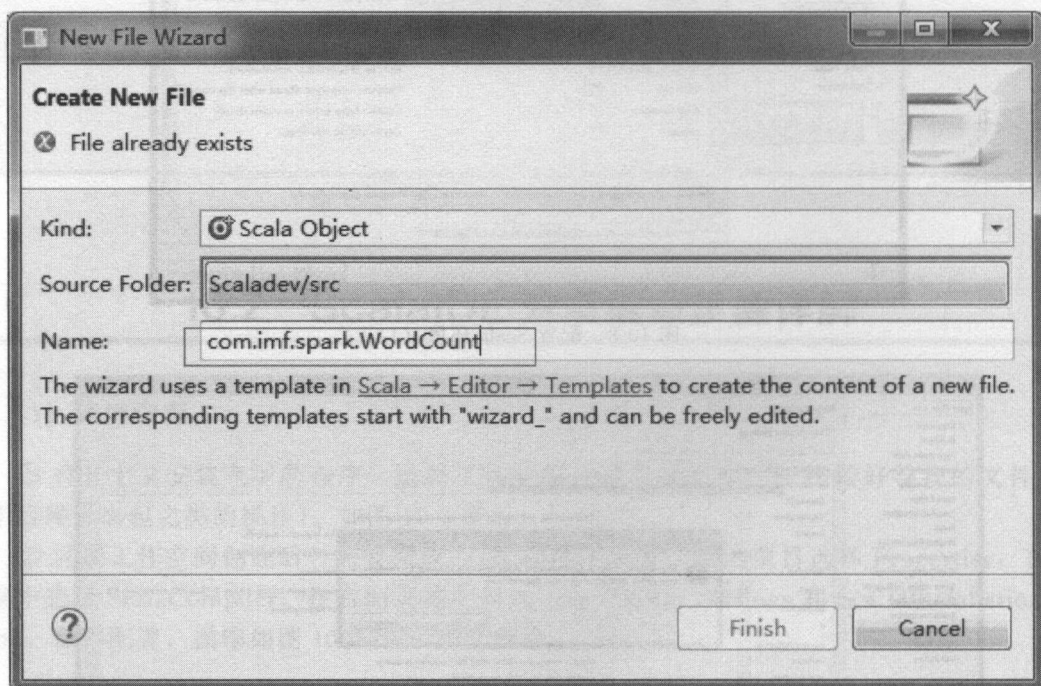 New File Wizard
Create New File
File already exists
Kind: Scala Object
Source Folder: Scaladev/src
Name: com.imf.spark.WordCount
The wizard uses a template in Scala → Editor → Templates to create the content of a new file.
The corresponding templates start with "wizard_" and can be freely edited.
Finish Cancel